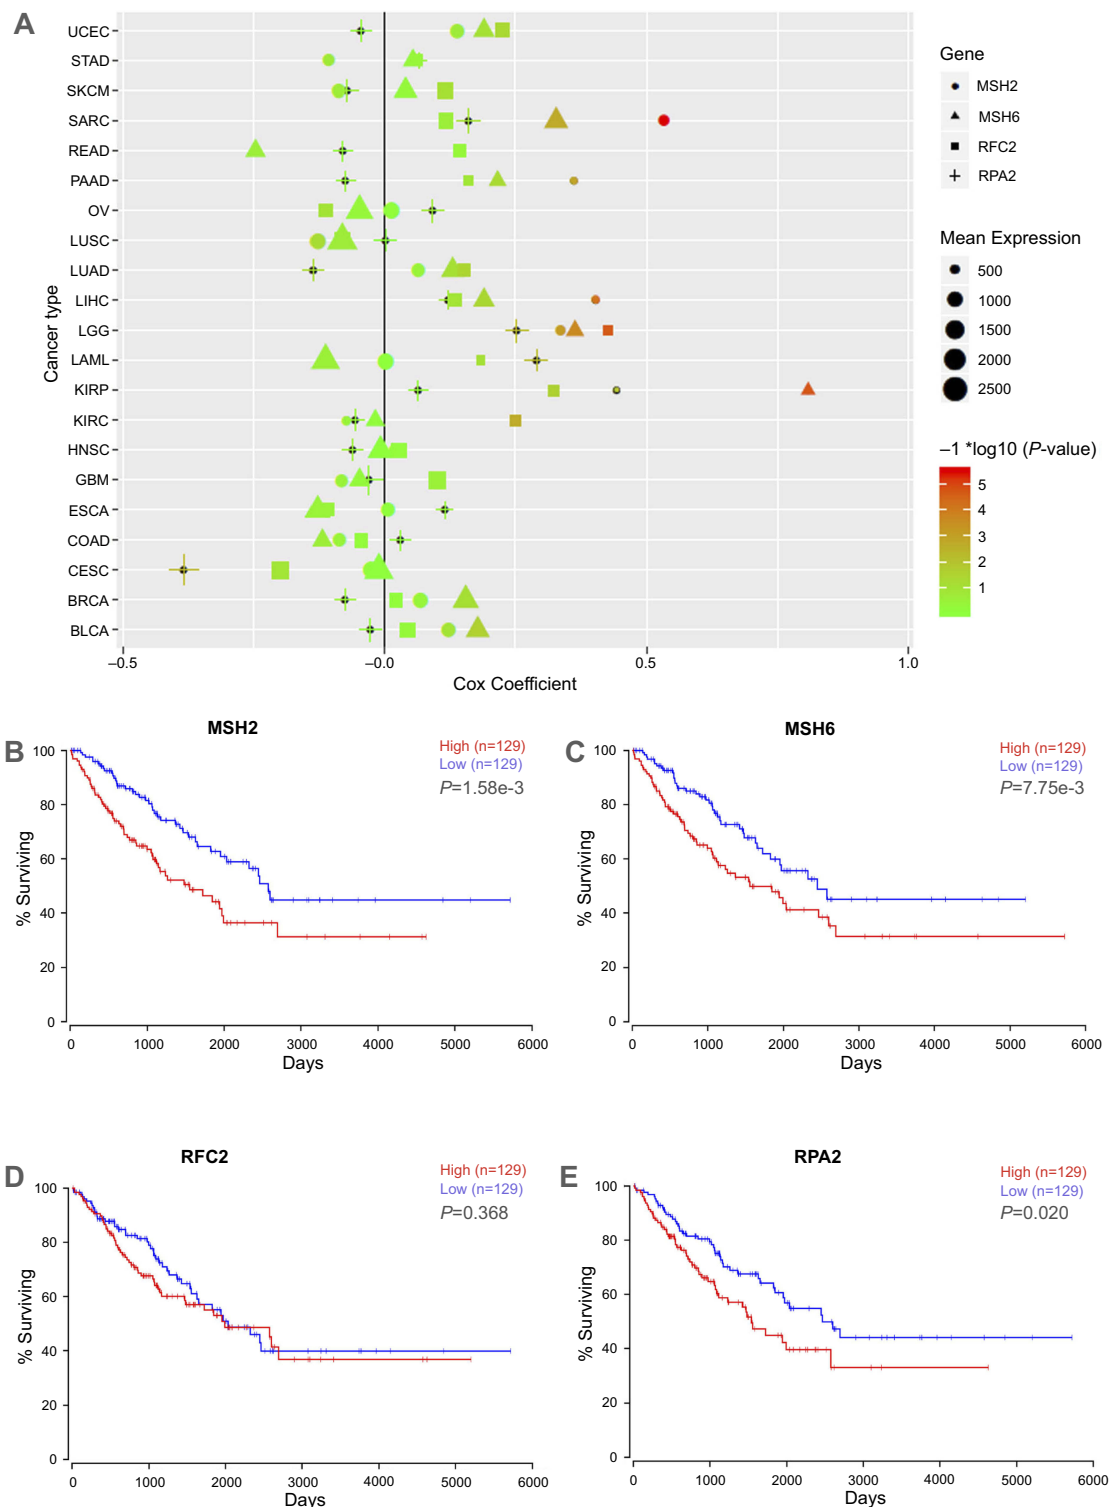 A
UCEC
STAD
SKCM
SARC
READ
PAAD
OV
LUSC
LUAD
LIHC
LGG
LAML
KIRP
KIRC
HNSC
GBM
ESCA
COAD
CESC
BRCA
BLCA
Cancer type
–0.5
–0.0
0.5
1.0
Cox Coefficient
Gene
MSH2
MSH6
RFC2
RPA2
Mean Expression
500
1000
1500
2000
2500
–1 *log10 (P-value)
5
4
3
2
1
B
MSH2
High (n=129)
Low (n=129)
P=1.58e-3
% Surviving
100
80
60
40
20
0
0 1000 2000 3000 4000 5000 6000
Days
C
MSH6
High (n=129)
Low (n=129)
P=7.75e-3
% Surviving
100
80
60
40
20
0
0 1000 2000 3000 4000 5000 6000
Days
D
RFC2
High (n=129)
Low (n=129)
P=0.368
% Surviving
100
80
60
40
20
0
0 1000 2000 3000 4000 5000 6000
Days
E
RPA2
High (n=129)
Low (n=129)
P=0.020
% Surviving
100
80
60
40
20
0
0 1000 2000 3000 4000 5000 6000
Days